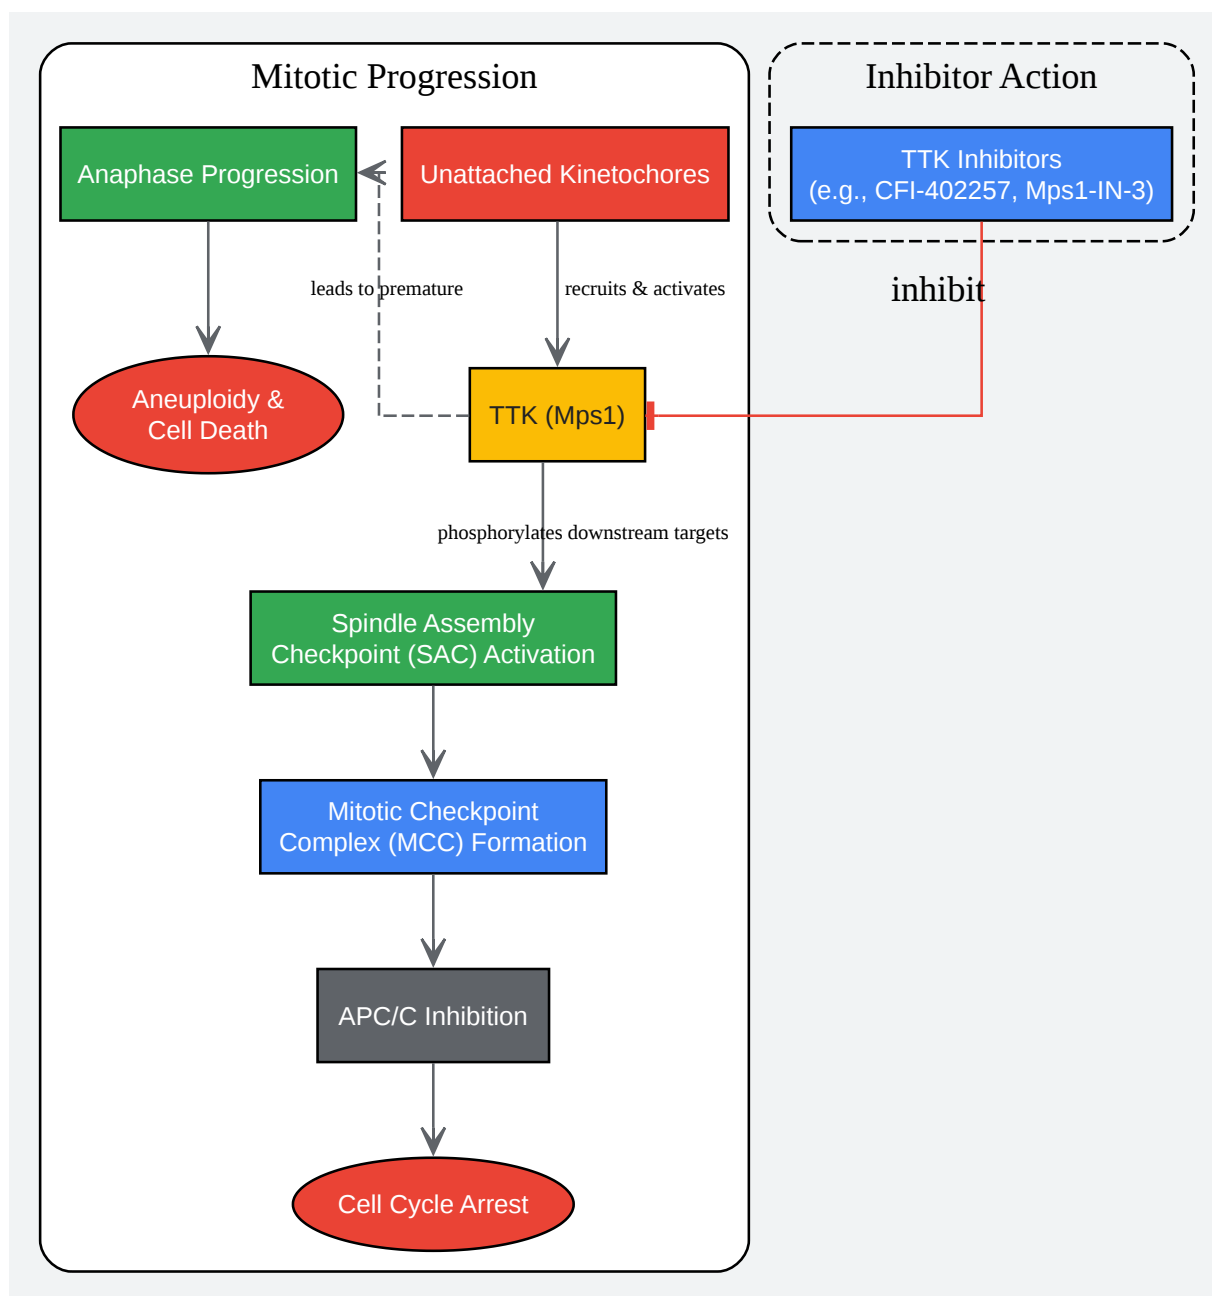 Mitotic Progression
Inhibitor Action
Anaphase Progression
Unattached Kinetochores
TTK Inhibitors
(e.g., CFI-402257, Mps1-IN-3)
leads to premature
recruits & activates
inhibit
Aneuploidy &
Cell Death
TTK (Mps1)
phosphorylates downstream targets
Spindle Assembly
Checkpoint (SAC) Activation
Mitotic Checkpoint
Complex (MCC) Formation
APC/C Inhibition
Cell Cycle Arrest